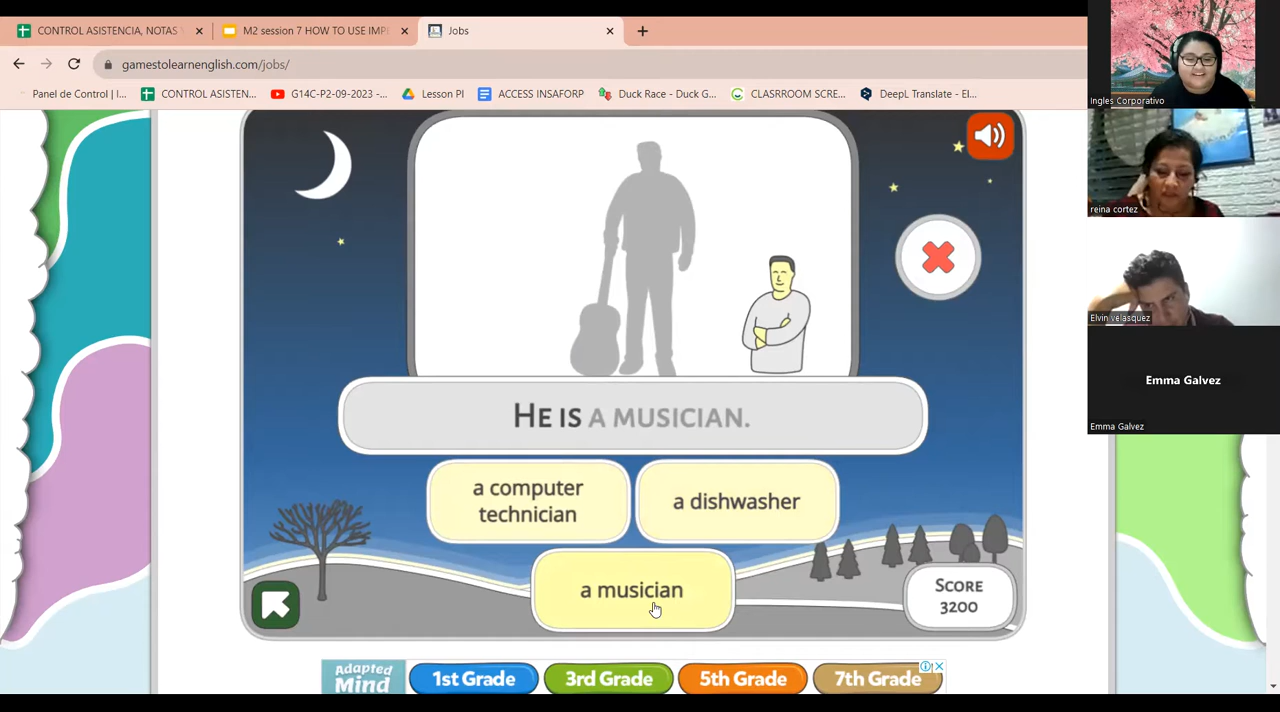 CONTROL ASISTENCIA, NOTAS Y
M2 session 7 HOW TO USE IMPE
Jobs
gamestolearnenglish.com/jobs/
Panel de Control | I...
CONTROL ASISTEN...
G14C-P2-09-2023 -...
Lesson PI
ACCESS INSAFORP
Duck Race - Duck G...
CLASRROOM SCRE...
DeepL Translate - El...
HE IS A MUSICIAN.
a computer
technician
a dishwasher
a musician
SCORE
3200
Adapted
Mind
1st Grade
3rd Grade
5th Grade
7th Grade
Ingles Corporativo
reina cortez
Elvin velasquez
Emma Galvez
Emma Galvez